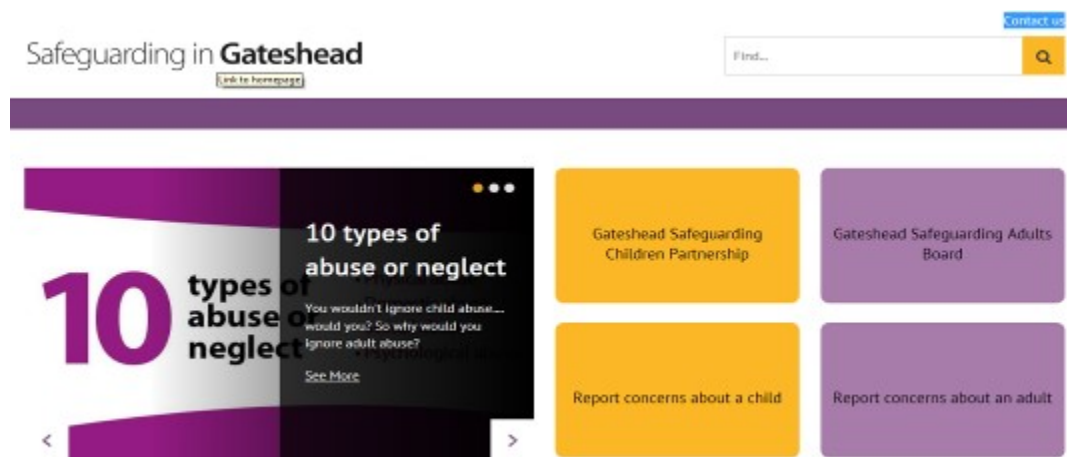 Contact us
Safeguarding in Gateshead
Find...
Link to homepage
10 types of
abuse or neglect
You wouldn't ignore child abuse....
would you? So why would you
ignore adult abuse?
See More
10 types of
abuse or
neglect
Psychological
Gateshead Safeguarding
Children Partnership
Gateshead Safeguarding Adults
Board
Report concerns about a child
Report concerns about an adult